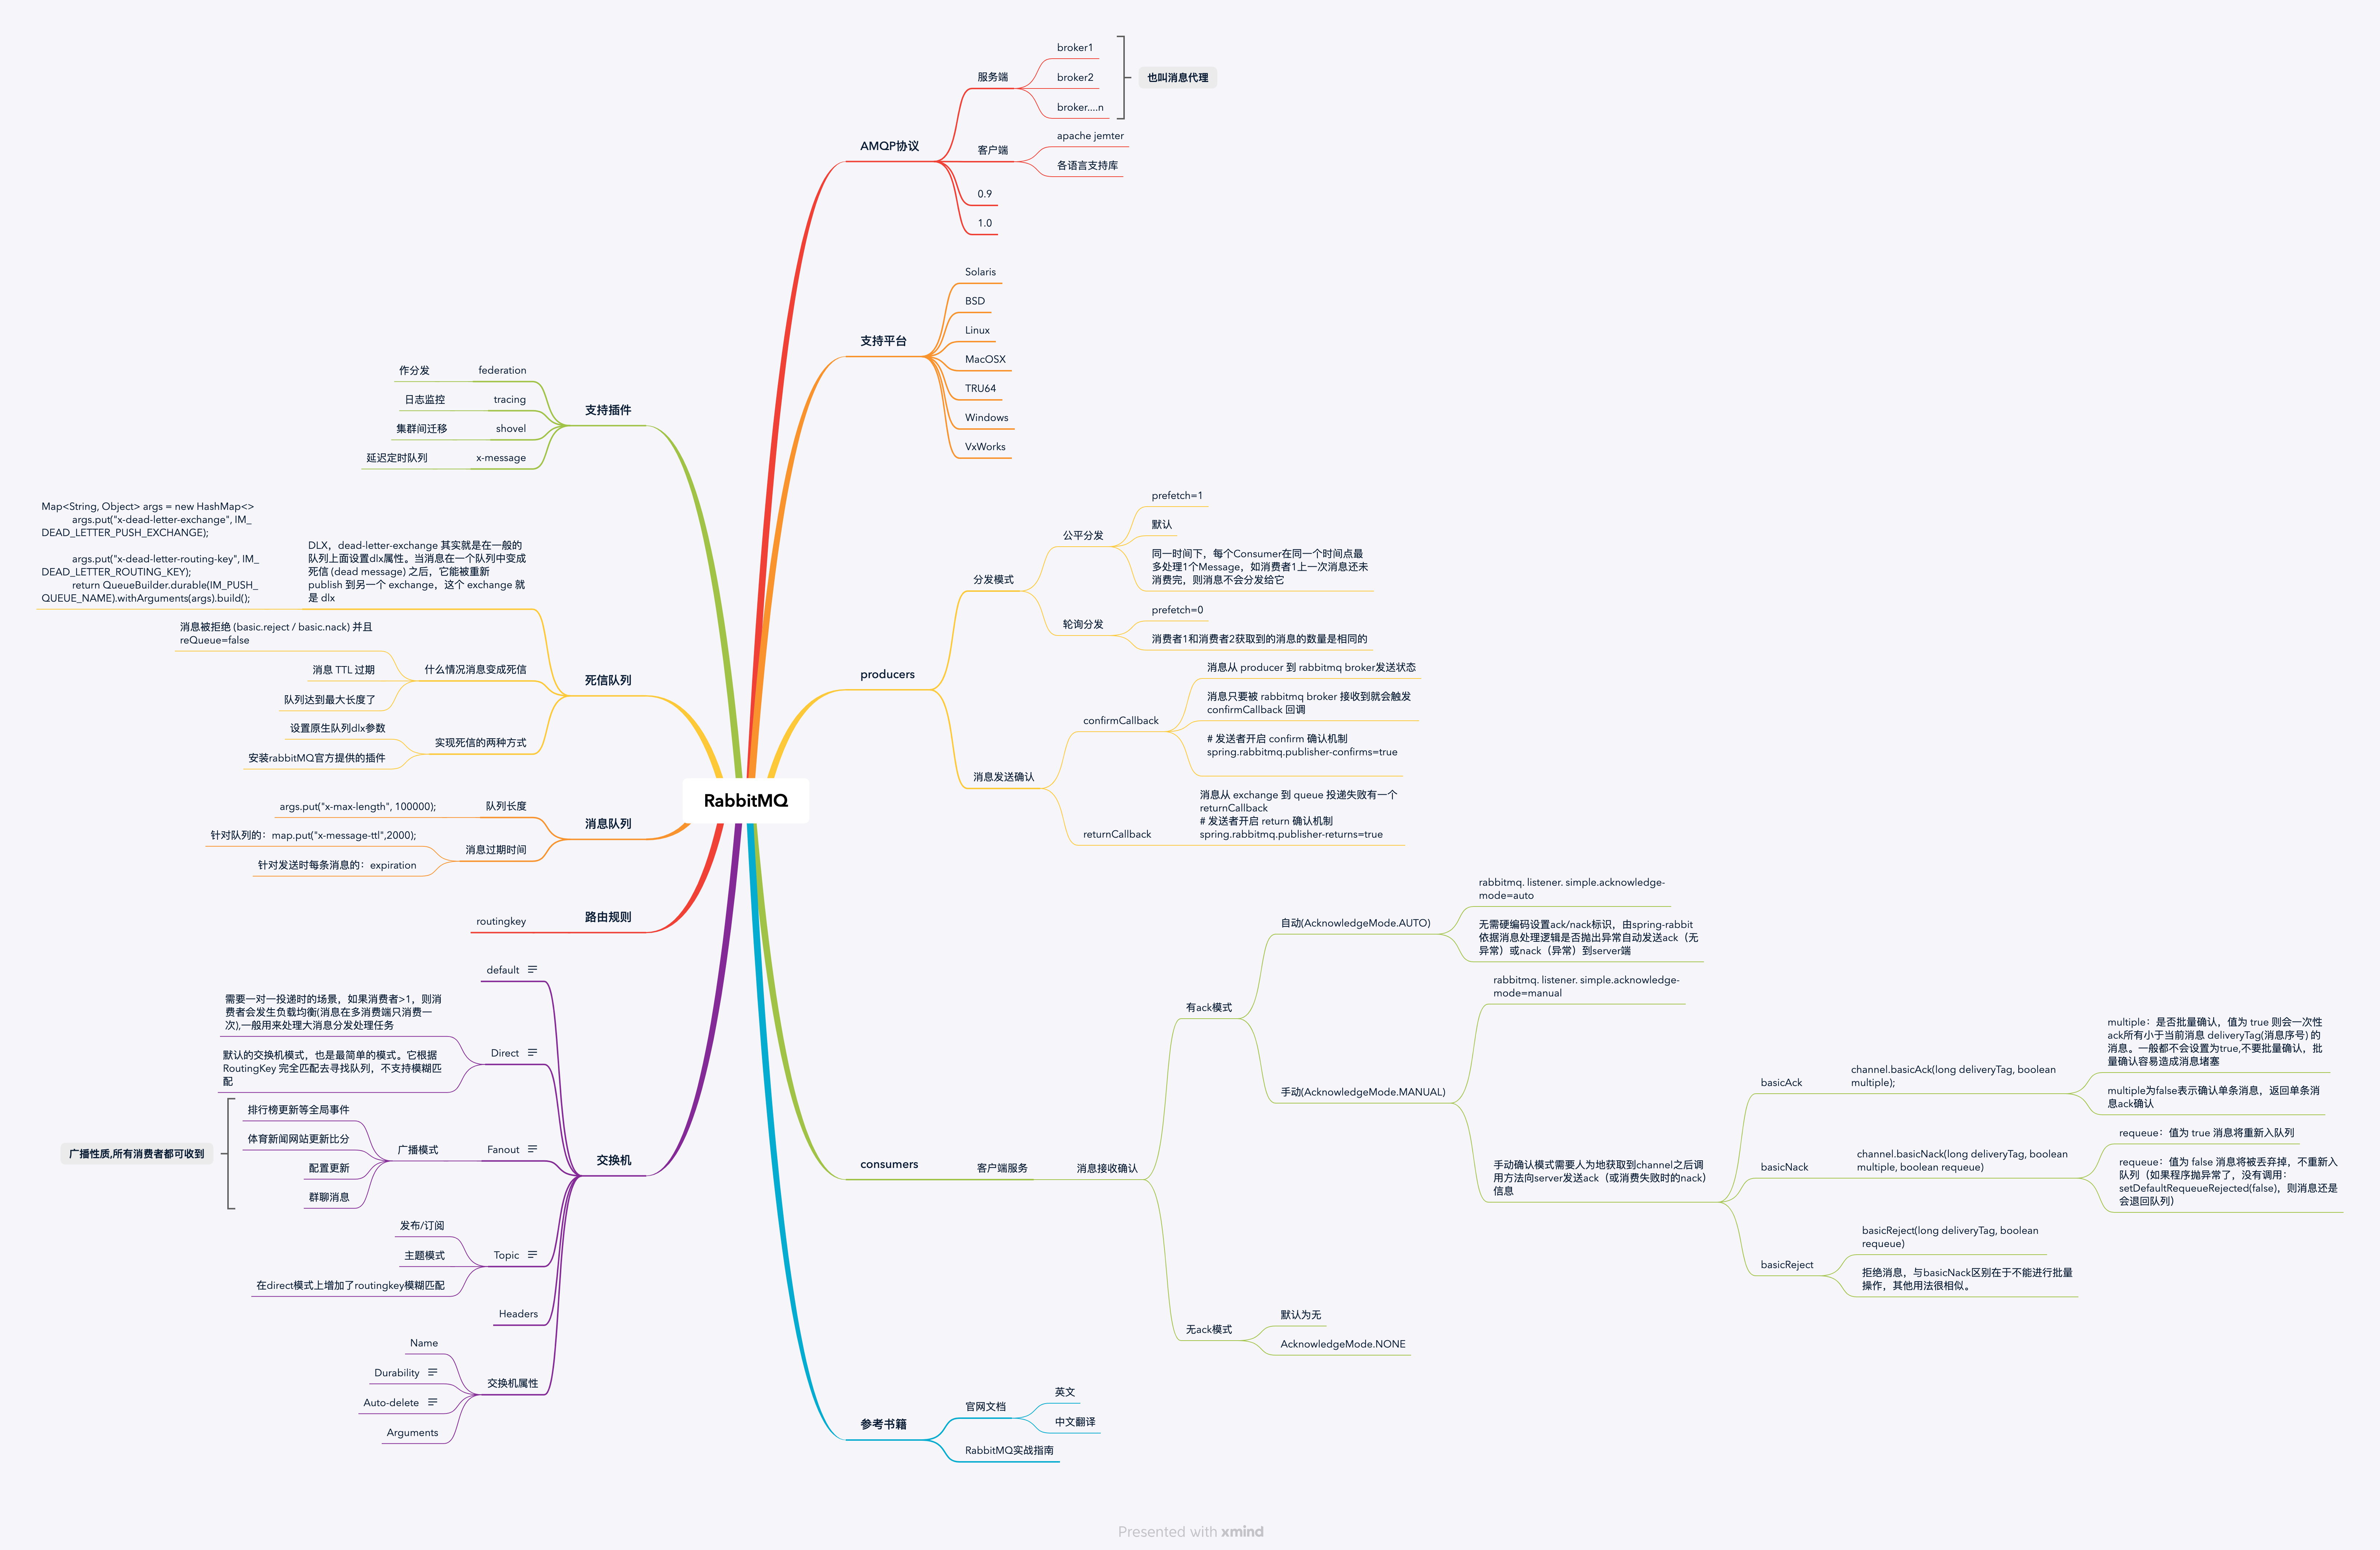 RabbitMQ
AMQP协议
服务端
broker1
broker2
broker....n
也叫消息代理
客户端
apache jemter
各语言支持库
0.9
1.0
支持平台
Solaris
BSD
Linux
MacOSX
TRU64
Windows
VxWorks
producers
分发模式
公平分发
prefetch=1
默认
同一时间下，每个Consumer在同一个时间点最
多处理1个Message，如消费者1上一次消息还未
消费完，则消息不会分发给它
轮询分发
prefetch=0
消费者1和消费者2获取到的消息的数量是相同的
消息发送确认
confirmCallback
消息从 producer 到 rabbitmq broker发送状态
消息只要被 rabbitmq broker 接收到就会触发
confirmCallback 回调
# 发送者开启 confirm 确认机制
spring.rabbitmq.publisher-confirms=true
returnCallback
消息从 exchange 到 queue 投递失败有一个
returnCallback
# 发送者开启 return 确认机制
spring.rabbitmq.publisher-returns=true
consumers
客户端服务
消息接收确认
有ack模式
自动(AcknowledgeMode.AUTO)
rabbitmq. listener. simple.acknowledge-
mode=auto
无需硬编码设置ack/nack标识，由spring-rabbit
依据消息处理逻辑是否抛出异常自动发送ack（无
异常）或nack（异常）到server端
手动(AcknowledgeMode.MANUAL)
rabbitmq. listener. simple.acknowledge-
mode=manual
手动确认模式需要人为地获取到channel之后调
用方法向server发送ack（或消费失败时的nack）
信息
basicAck
channel.basicAck(long deliveryTag, boolean
multiple);
multiple：是否批量确认，值为 true 则会一次性
ack所有小于当前消息 deliveryTag(消息序号) 的
消息。一般都不会设置为true,不要批量确认，批
量确认容易造成消息堵塞
multiple为false表示确认单条消息，返回单条消
息ack确认
basicNack
channel.basicNack(long deliveryTag, boolean
multiple, boolean requeue)
requeue：值为 true 消息将重新入队列
requeue：值为 false 消息将被丢弃掉，不重新入
队列（如果程序抛异常了，没有调用：
setDefaultRequeueRejected(false)，则消息还是
会退回队列）
basicReject
basicReject(long deliveryTag, boolean
requeue)
拒绝消息，与basicNack区别在于不能进行批量
操作，其他用法很相似。
无ack模式
默认为无
AcknowledgeMode.NONE
参考书籍
官网文档
英文
中文翻译
RabbitMQ实战指南
支持插件
federation
作分发
tracing
日志监控
shovel
集群间迁移
x-message
延迟定时队列
死信队列
DLX，dead-letter-exchange 其实就是在一般的
队列上面设置dlx属性。当消息在一个队列中变成
死信 (dead message) 之后，它能被重新
publish 到另一个 exchange，这个 exchange 就
是 dlx
Map<String, Object> args = new HashMap<>
args.put("x-dead-letter-exchange", IM_
DEAD_LETTER_PUSH_EXCHANGE);
args.put("x-dead-letter-routing-key", IM_
DEAD_LETTER_ROUTING_KEY);
return QueueBuilder.durable(IM_PUSH_
QUEUE_NAME).withArguments(args).build();
什么情况消息变成死信
消息被拒绝 (basic.reject / basic.nack) 并且
reQueue=false
消息 TTL 过期
队列达到最大长度了
实现死信的两种方式
设置原生队列dlx参数
安装rabbitMQ官方提供的插件
消息队列
队列长度
args.put("x-max-length", 100000);
消息过期时间
针对队列的：map.put("x-message-ttl",2000);
针对发送时每条消息的：expiration
路由规则
routingkey
交换机
default
Direct
需要一对一投递时的场景，如果消费者>1，则消
费者会发生负载均衡(消息在多消费端只消费一
次),一般用来处理大消息分发处理任务
默认的交换机模式，也是最简单的模式。它根据
RoutingKey 完全匹配去寻找队列，不支持模糊匹
配
Fanout
广播模式
排行榜更新等全局事件
体育新闻网站更新比分
配置更新
群聊消息
广播性质,所有消费者都可收到
Topic
发布/订阅
主题模式
在direct模式上增加了routingkey模糊匹配
Headers
交换机属性
Name
Durability
Auto-delete
Arguments
Presented with xmind